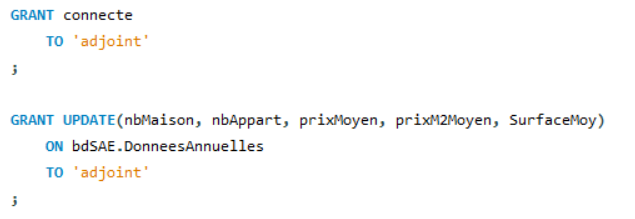 GRANT connecte
TO 'adjoint'
;
GRANT UPDATE(nbMaison, nbAppart, prixMoyen, prixM2Moyen, SurfaceMoy)
ON bdSAE.DonneesAnnuelles
TO 'adjoint'
;